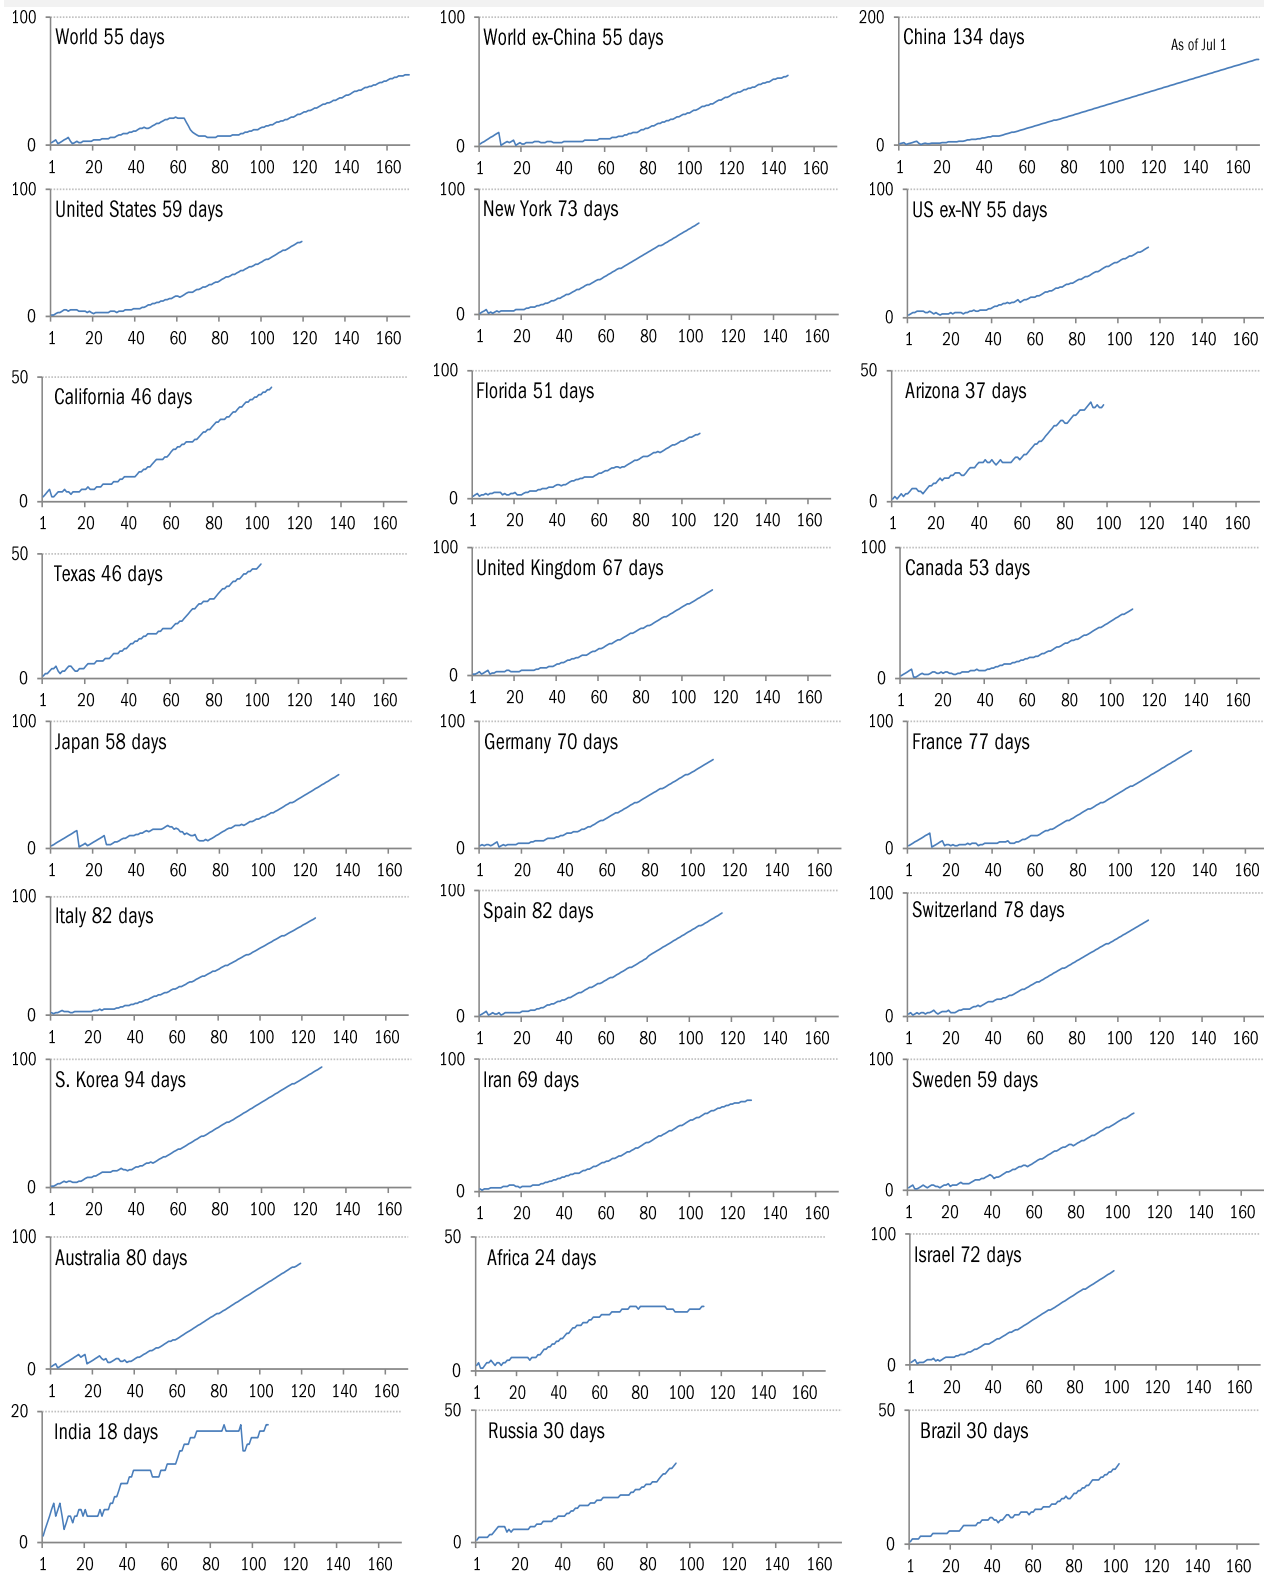 100 100 200
World 55 days World ex-China 55 days China 134 days
As of Jul 1
0 0 0
1 20 40 60 80 100 120 140 160 1 20 40 60 80 100 120 140 160 1 20 40 60 80 100 120 140 160
100 100 100
United States 59 days New York 73 days US ex-NY 55 days
0 0 0
1 20 40 60 80 100 120 140 160 1 20 40 60 80 100 120 140 160 1 20 40 60 80 100 120 140 160
50 100 50
California 46 days Florida 51 days Arizona 37 days
0 0 0
1 20 40 60 80 100 120 140 160 1 20 40 60 80 100 120 140 160 1 20 40 60 80 100 120 140 160
50 100 100
Texas 46 days United Kingdom 67 days Canada 53 days
0 0 0
1 20 40 60 80 100 120 140 160 1 20 40 60 80 100 120 140 160 1 20 40 60 80 100 120 140 160
100 100 100
Japan 58 days Germany 70 days France 77 days
0 0 0
1 20 40 60 80 100 120 140 160 1 20 40 60 80 100 120 140 160 1 20 40 60 80 100 120 140 160
100 100 100
Italy 82 days Spain 82 days Switzerland 78 days
0 0 0
1 20 40 60 80 100 120 140 160 1 20 40 60 80 100 120 140 160 1 20 40 60 80 100 120 140 160
100 100 100
S. Korea 94 days Iran 69 days Sweden 59 days
0 0 0
1 20 40 60 80 100 120 140 160 1 20 40 60 80 100 120 140 160 1 20 40 60 80 100 120 140 160
100 50 100
Australia 80 days Africa 24 days Israel 72 days
0 0 0
1 20 40 60 80 100 120 140 160 1 20 40 60 80 100 120 140 160 1 20 40 60 80 100 120 140 160
20 50 50
India 18 days Russia 30 days Brazil 30 days
0 0 0
1 20 40 60 80 100 120 140 160 1 20 40 60 80 100 120 140 160 1 20 40 60 80 100 120 140 160